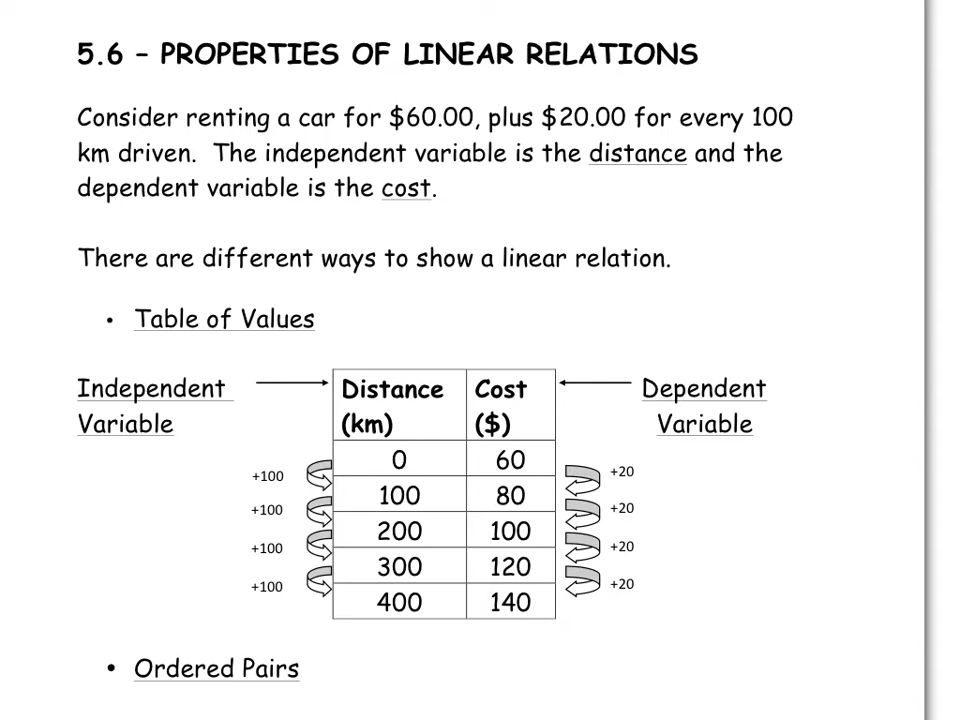 5.6 – PROPERTIES OF LINEAR RELATIONS
Consider renting a car for $60.00, plus $20.00 for every 100
km driven. The independent variable is the distance and the
dependent variable is the cost.
There are different ways to show a linear relation.
• Table of Values
Independent
Variable
Distance
(km)
Cost
($)
Dependent
Variable
0 60
+100 +20
100 80
+100 +20
200 100
+100 +20
300 120
+100 +20
400 140
• Ordered Pairs